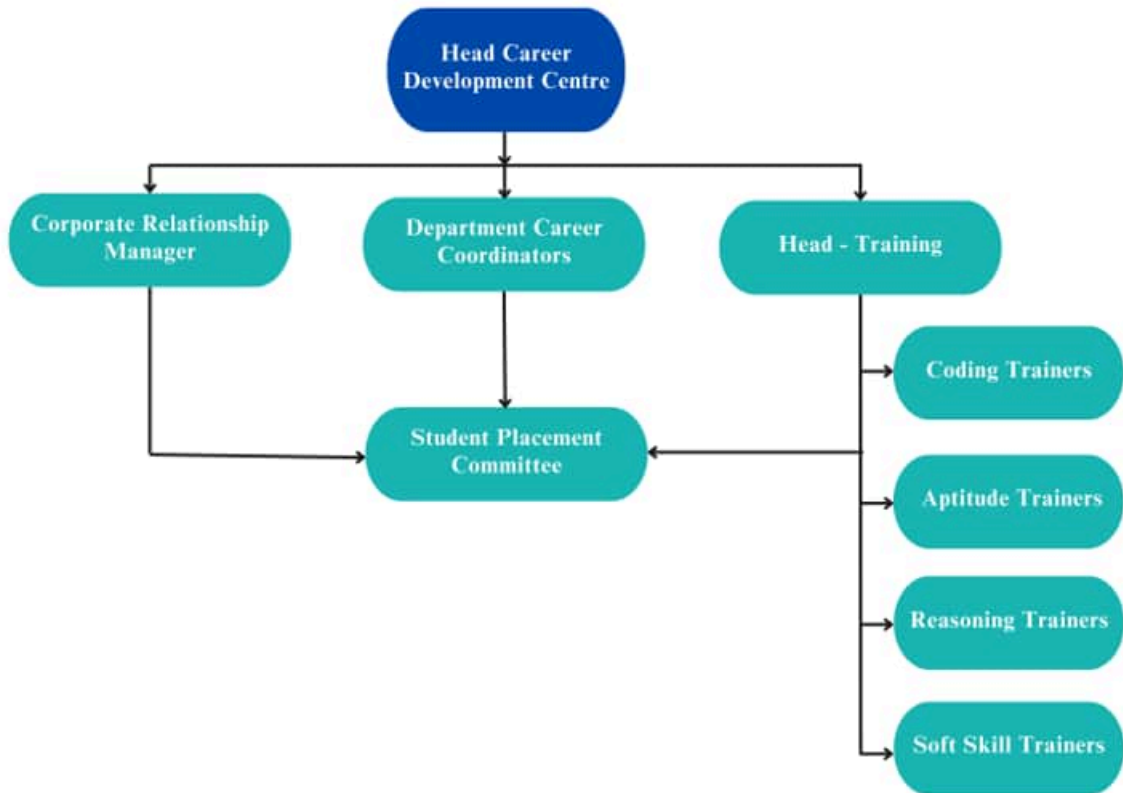 Head Career
Development Centre
Corporate Relationship
Manager
Department Career
Coordinators
Head - Training
Coding Trainers
Student Placement
Committee
Aptitude Trainers
Reasoning Trainers
Soft Skill Trainers